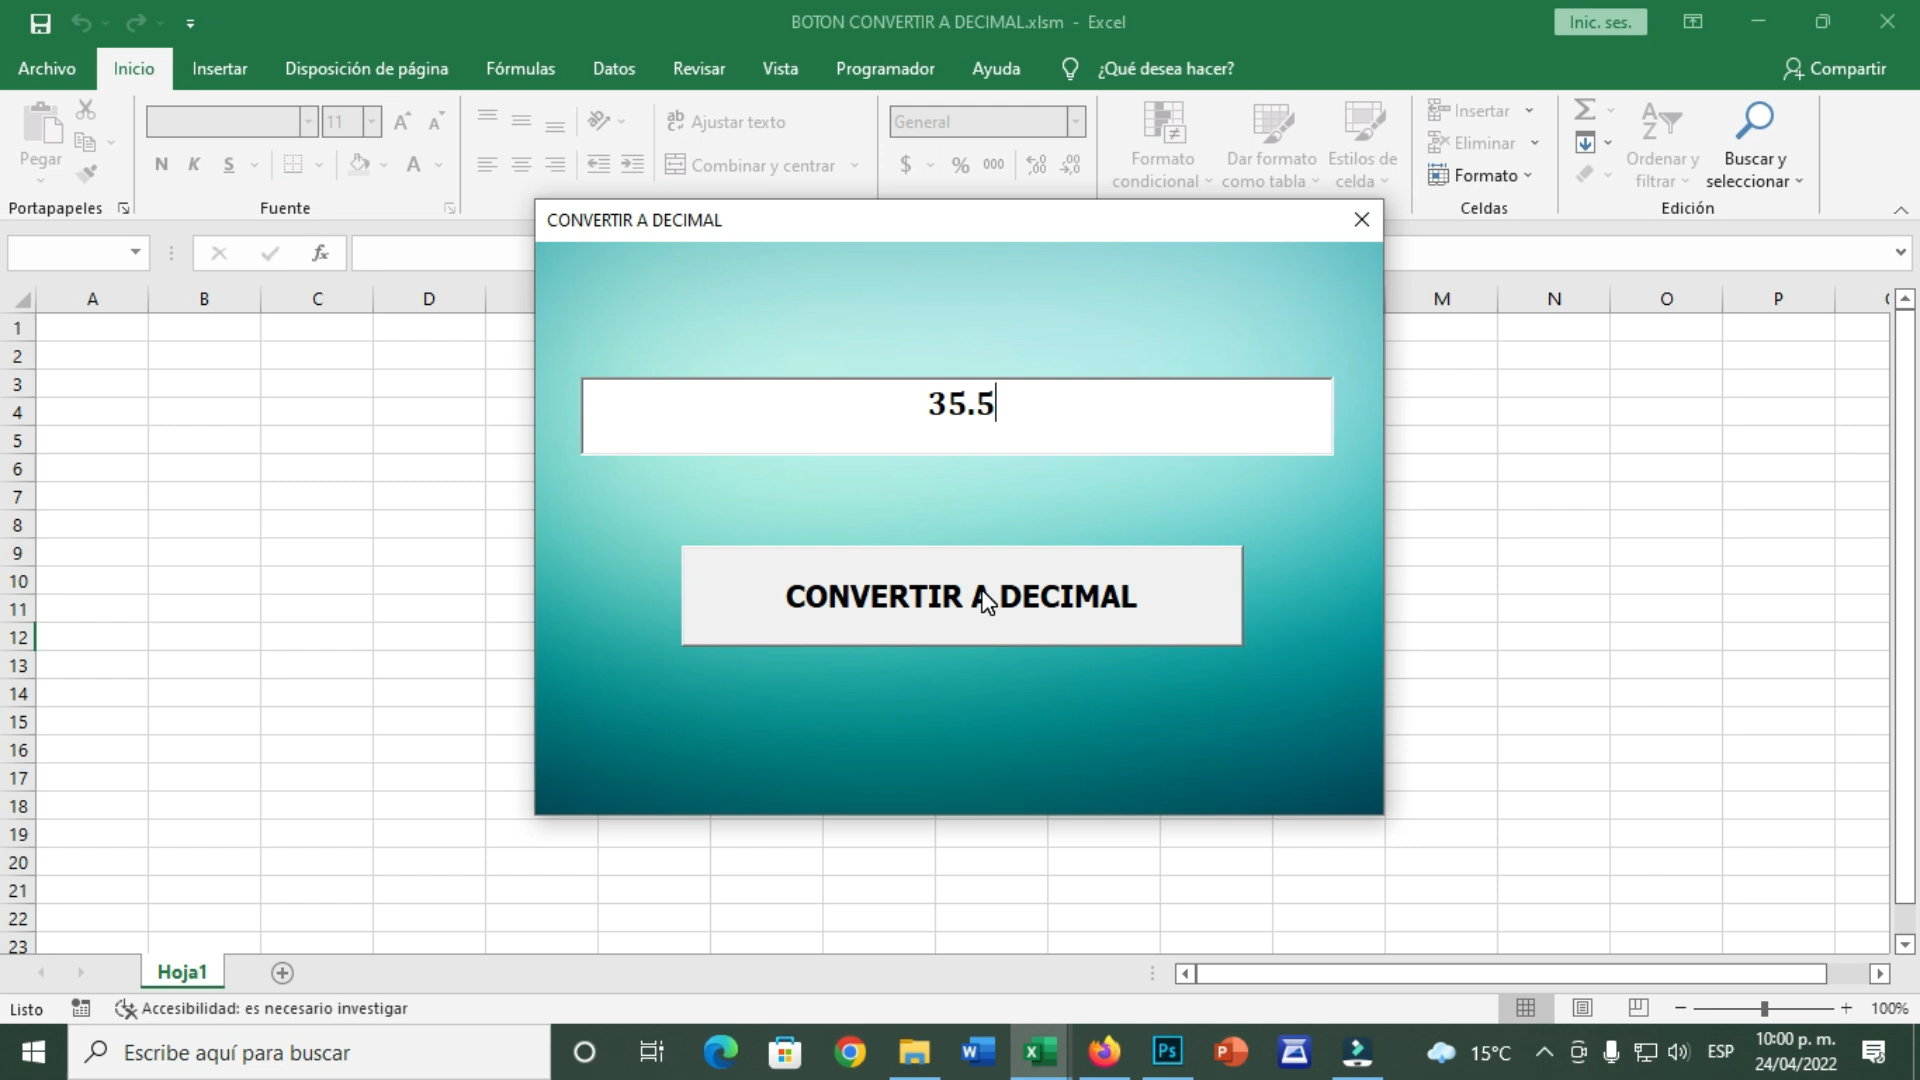 BOTON CONVERTIR A DECIMAL.xlsm - Excel
Inic. ses.
Archivo Inicio Insertar Disposición de página Fórmulas Datos Revisar Vista Programador Ayuda ¿Qué desea hacer? Compartir
Pegar
Portapapeles
11
N K S
Fuente
Ajustar texto
Combinar y centrar
General
$ % 000
Formato condicional
Dar formato como tabla
Estilos de celda
Insertar
Eliminar
Formato
Celdas
Ordenar y filtrar
Buscar y seleccionar
Edición
fx
CONVERTIR A DECIMAL
35.5
CONVERTIR A DECIMAL
A B C D M N O P
1
2
3
4
5
6
7
8
9
10
11
12
13
14
15
16
17
18
19
20
21
22
23
Hoja1
Listo Accesibilidad: es necesario investigar 100%
Escribe aquí para buscar
15°C ESP
10:00 p. m.
24/04/2022